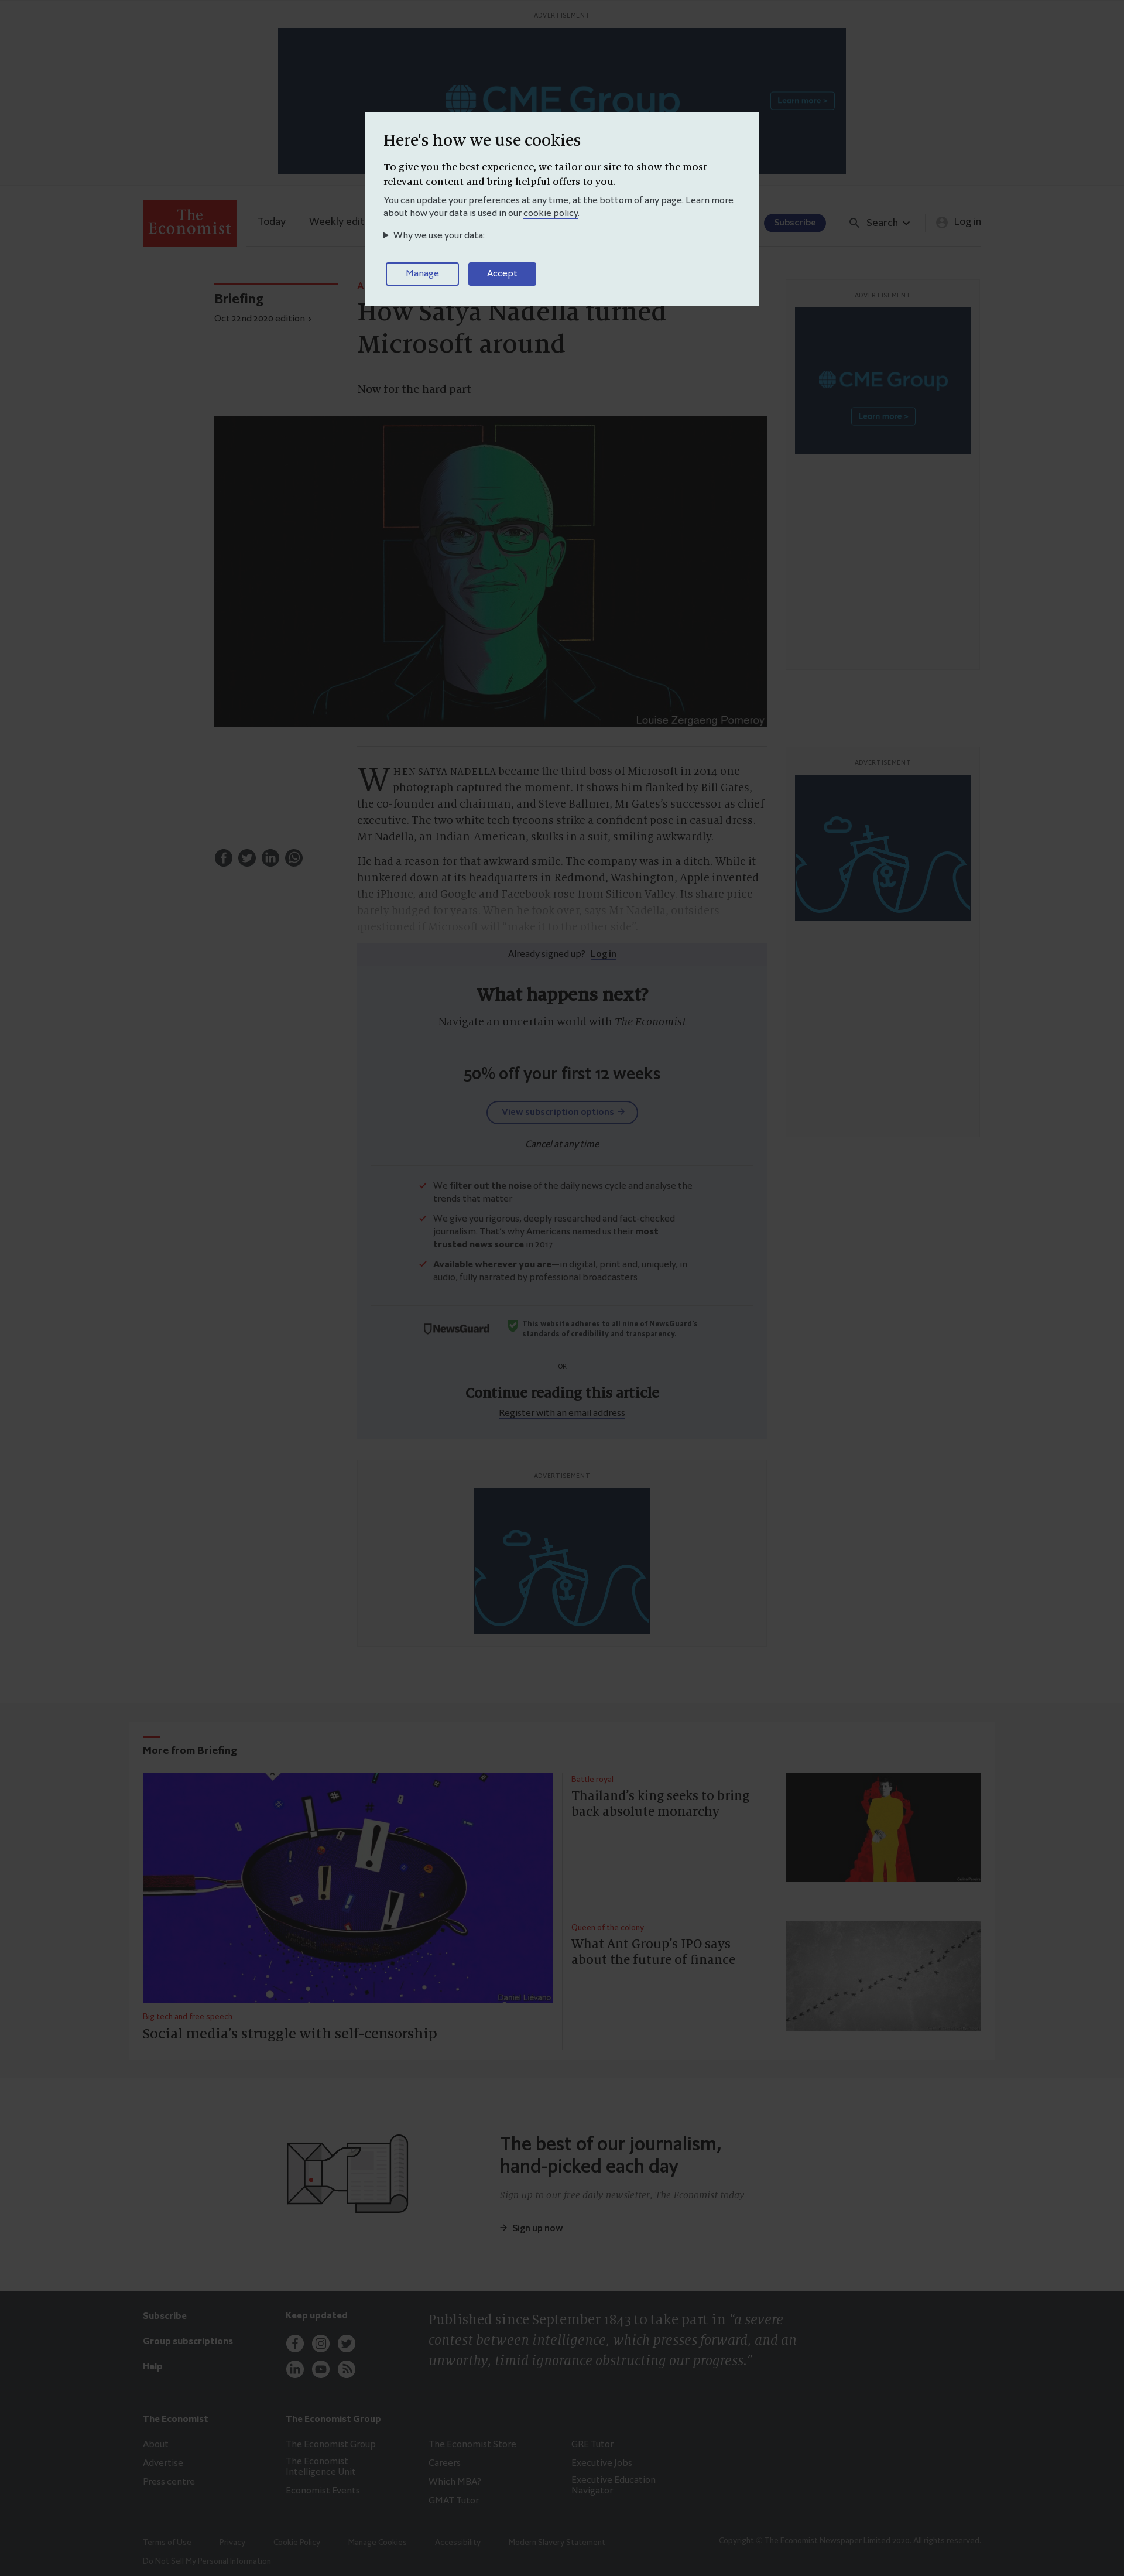 ADVERTISEMENT
CME Group
Learn more >
Here's how we use cookies
To give you the best experience, we tailor our site to show the most
relevant content and bring helpful offers to you.
You can update your preferences at any time, at the bottom of any page. Learn more
about how your data is used in our cookie policy.
Why we use your data:
Manage
Accept
The
Economist
Today
Weekly edit
Subscribe
Search
Log in
Briefing
Oct 22nd 2020 edition ›
How Satya Nadella turned
Microsoft around
Now for the hard part
ADVERTISEMENT
CME Group
Learn more >
Louise Zergaeng Pomeroy
WHEN SATYA NADELLA became the third boss of Microsoft in 2014 one
photograph captured the moment. It shows him flanked by Bill Gates,
the co-founder and chairman, and Steve Ballmer, Mr Gates's successor as chief
executive. The two white tech tycoons strike a confident pose in casual dress.
Mr Nadella, an Indian-American, skulks in a suit, smiling awkwardly.
He had a reason for that awkward smile. The company was in a ditch. While it
hunkered down at its headquarters in Redmond, Washington, Apple invented
the iPhone, and Google and Facebook rose from Silicon Valley. Its share price
barely budged for years. When he took over, says Mr Nadella, outsiders
questioned if Microsoft will "make it to the other side".
ADVERTISEMENT
Already signed up? Log in
What happens next?
Navigate an uncertain world with The Economist
50% off your first 12 weeks
View subscription options →
Cancel at any time
We filter out the noise of the daily news cycle and analyse the
trends that matter
We give you rigorous, deeply researched and fact-checked
journalism. That's why Americans named us their most
trusted news source in 2017
Available wherever you are—in digital, print and, uniquely, in
audio, fully narrated by professional broadcasters
NewsGuard
This website adheres to all nine of NewsGuard's
standards of credibility and transparency.
OR
Continue reading this article
Register with an email address
ADVERTISEMENT
More from Briefing
Daniel Liévano
Big tech and free speech
Social media's struggle with self-censorship
Battle royal
Thailand's king seeks to bring
back absolute monarchy
Queen of the colony
What Ant Group's IPO says
about the future of finance
The best of our journalism,
hand-picked each day
Sign up to our free daily newsletter, The Economist today
→ Sign up now
Subscribe
Group subscriptions
Help
Keep updated
Published since September 1843 to take part in "a severe
contest between intelligence, which presses forward, and an
unworthy, timid ignorance obstructing our progress."
The Economist
About
Advertise
Press centre
The Economist Group
The Economist Group
The Economist
Intelligence Unit
Economist Events
The Economist Store
Careers
Which MBA?
GMAT Tutor
GRE Tutor
Executive Jobs
Executive Education
Navigator
Terms of Use
Privacy
Cookie Policy
Manage Cookies
Accessibility
Modern Slavery Statement
Do Not Sell My Personal Information
Copyright © The Economist Newspaper Limited 2020. All rights reserved.